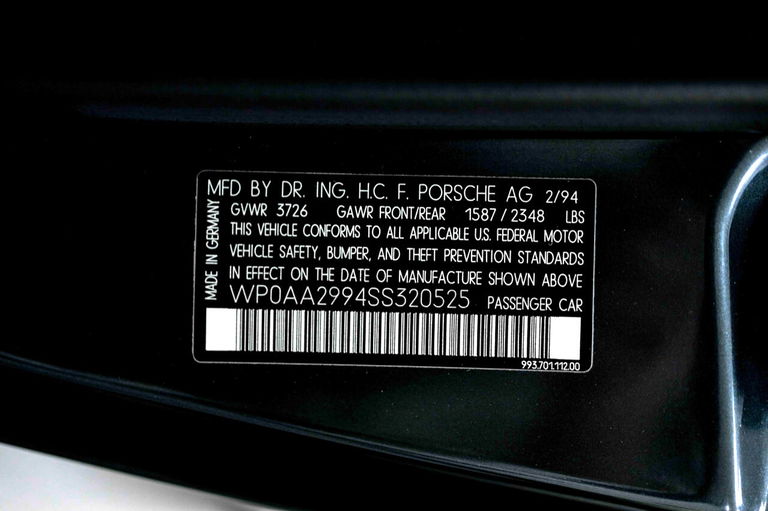 MFD BY DR. ING. H.C. F. PORSCHE AG 2/94
GVWR 3726 GAWR FRONT/REAR 1587 / 2348 LBS
THIS VEHICLE CONFORMS TO ALL APPLICABLE U.S. FEDERAL MOTOR
VEHICLE SAFETY, BUMPER, AND THEFT PREVENTION STANDARDS
IN EFFECT ON THE DATE OF MANUFACTURE SHOWN ABOVE
WP0AA2994SS320525 PASSENGER CAR
MADE IN GERMANY
993.701.112.00